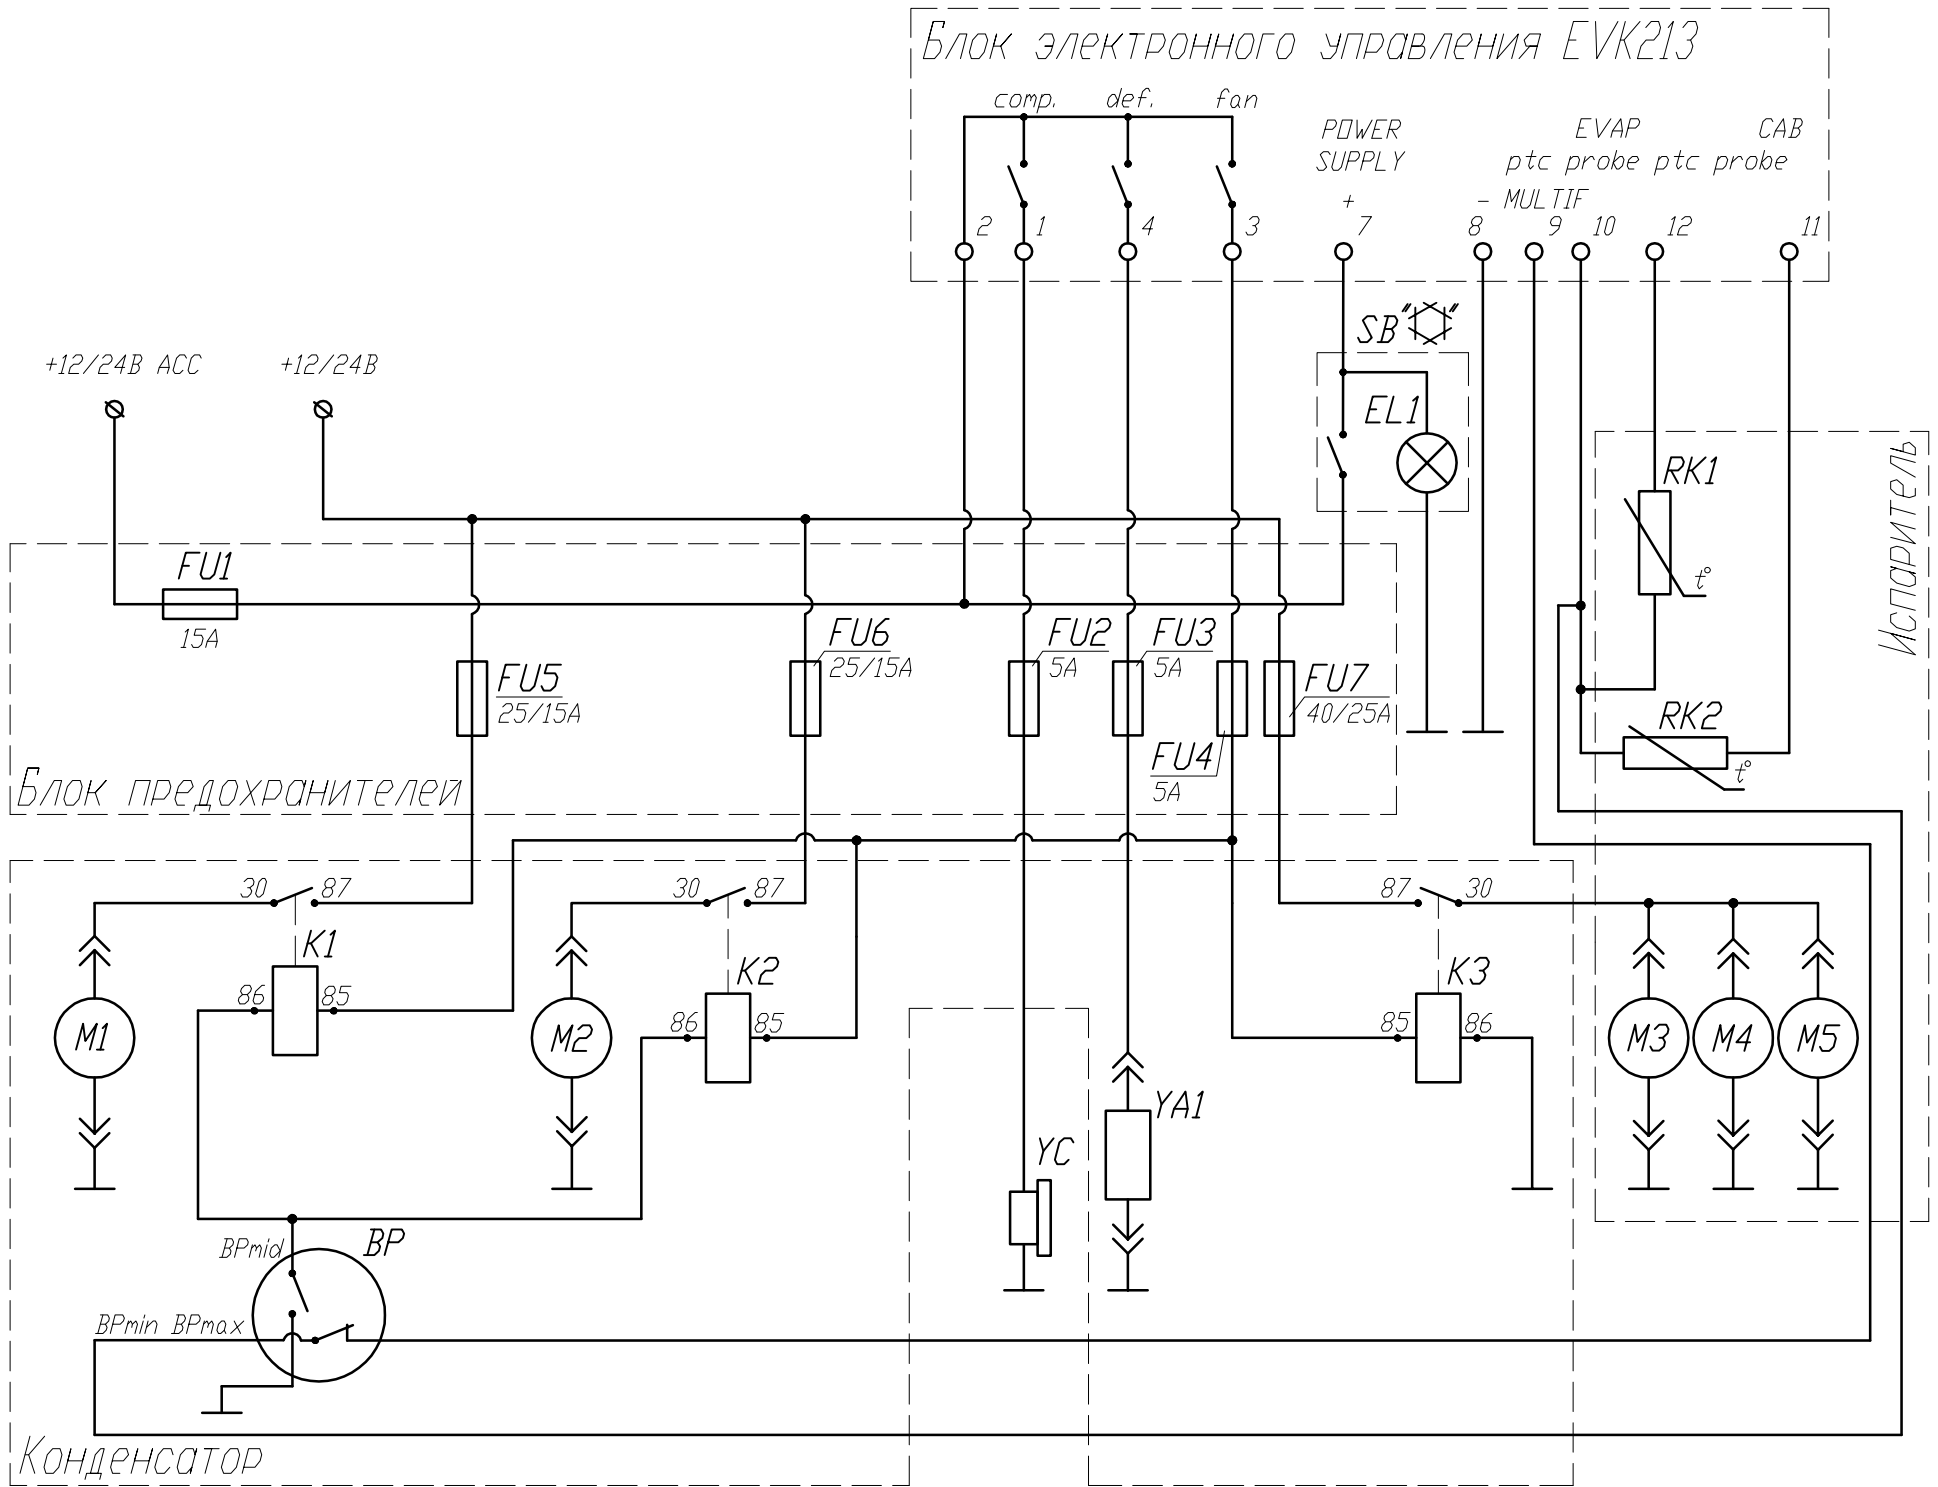 Блок электронного управления EVK213
comp. def. fan
POWER
SUPPLY
+
EVAP CAB
ptc probe ptc probe
- MULTIF
2 1 4 3 7 8 9 10 12 11
SB " "
+12/24В АСС +12/24В
EL1
RK1
t°
Испаритель
FU1
15А
FU6
25/15А
FU2
5А
FU3
5А
FU5
25/15А
FU7
40/25А
RK2
t°
FU4
5А
Блок предохранителей
30 87 30 87 87 30
K1 K2 K3
86 85 86 85 85 86
M1 M2 M3 M4 M5
YA1
YC
BPmid BP
BPmin BPmax
Конденсатор